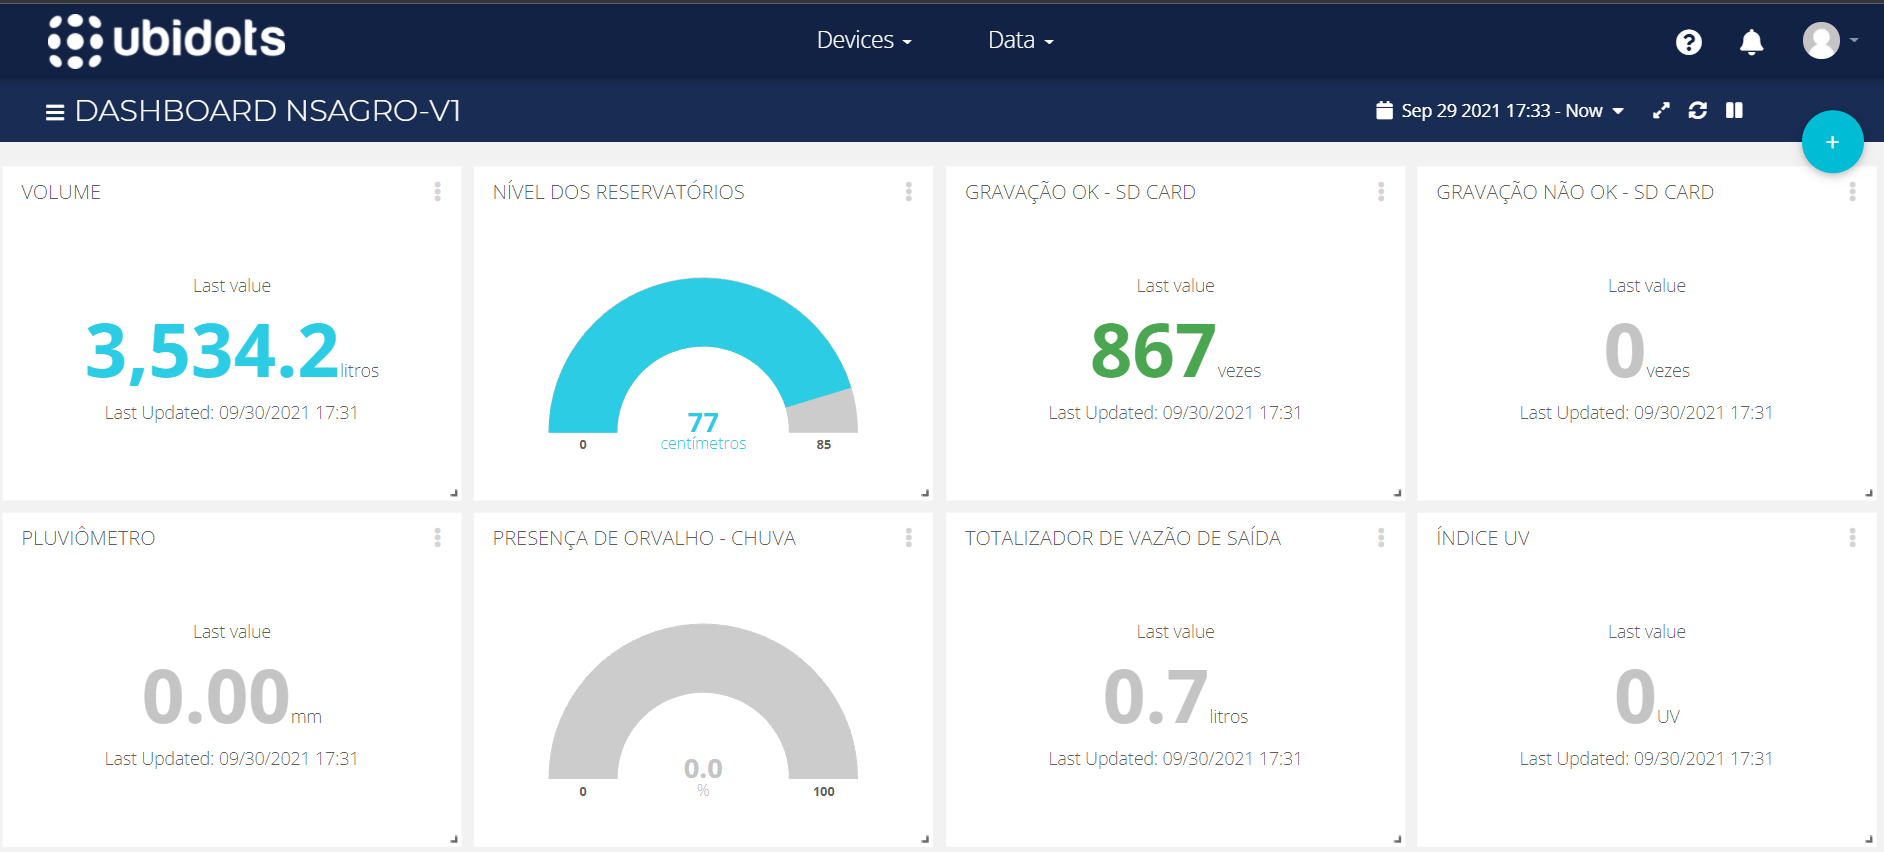 ubidots
Devices
Data
DASHBOARD NSAGRO-V1
Sep 29 2021 17:33 - Now
VOLUME
Last value
3,534.2 litros
Last Updated: 09/30/2021 17:31
NÍVEL DOS RESERVATÓRIOS
77
centímetros
0
85
GRAVAÇÃO OK - SD CARD
Last value
867 vezes
Last Updated: 09/30/2021 17:31
GRAVAÇÃO NÃO OK - SD CARD
Last value
0 vezes
Last Updated: 09/30/2021 17:31
PLUVIÔMETRO
Last value
0.00 mm
Last Updated: 09/30/2021 17:31
PRESENÇA DE ORVALHO - CHUVA
0.0
%
0
100
TOTALIZADOR DE VAZÃO DE SAÍDA
Last value
0.7 litros
Last Updated: 09/30/2021 17:31
ÍNDICE UV
Last value
0 UV
Last Updated: 09/30/2021 17:31